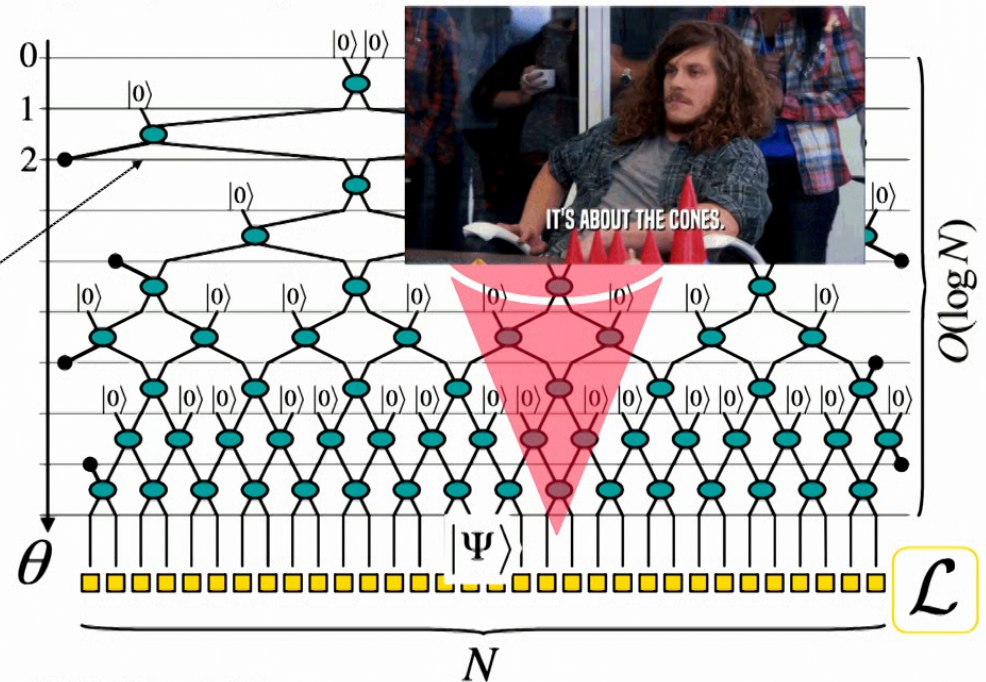 0
|0⟩ |0⟩
1
|0⟩
2
|0⟩
|0⟩
IT'S ABOUT THE CONES.
|0⟩ |0⟩ |0⟩ |0⟩ |0⟩ |0⟩ |0⟩ |0⟩
|0⟩ |0⟩ |0⟩ |0⟩ |0⟩ |0⟩ |0⟩ |0⟩ |0⟩ |0⟩ |0⟩ |0⟩ |0⟩ |0⟩ |0⟩ |0⟩
O(log N)
θ
|Ψ⟩
ℒ
N